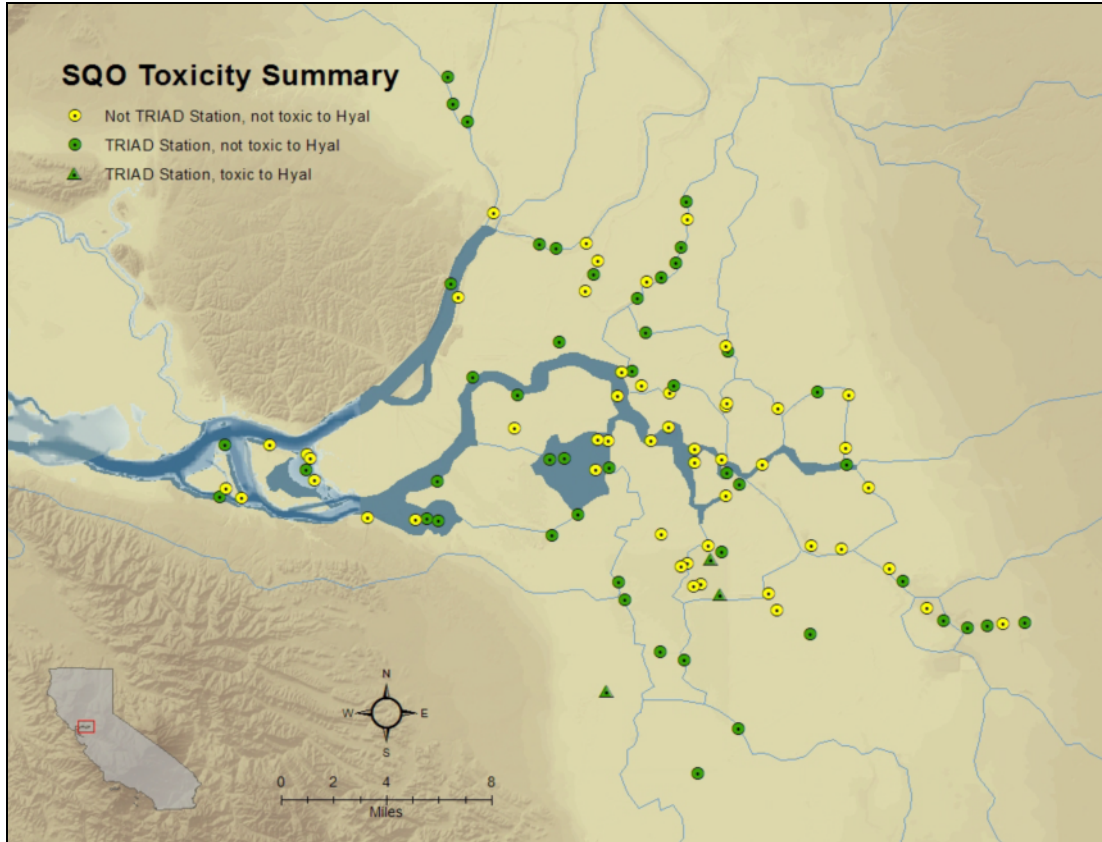 SQO Toxicity Summary
Not TRIAD Station, not toxic to Hyal
TRIAD Station, not toxic to Hyal
TRIAD Station, toxic to Hyal
N
W E
S
0 2 4 6 8
Miles